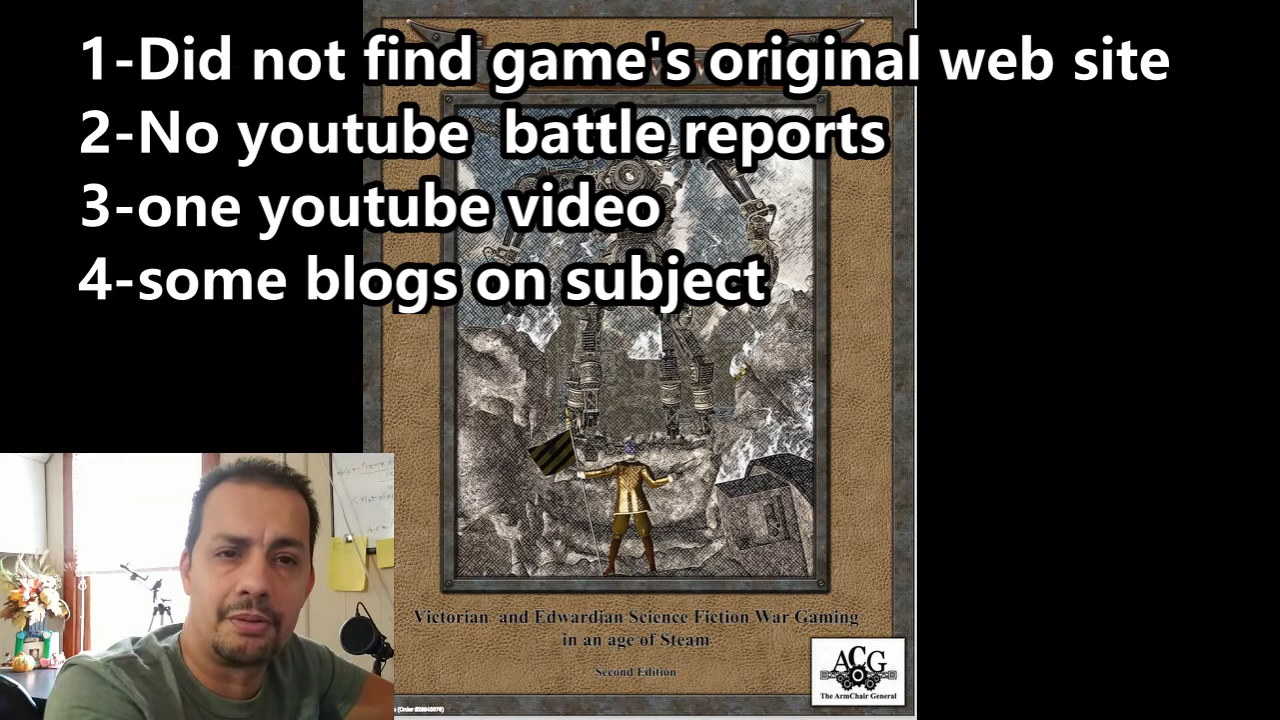 1-Did not find game's original web site
2-No youtube battle reports
3-one youtube video
4-some blogs on subject
Victorian and Edwardian Science Fiction War Gaming
in an age of Steam
Second Edition
ACG
The ArmChair General